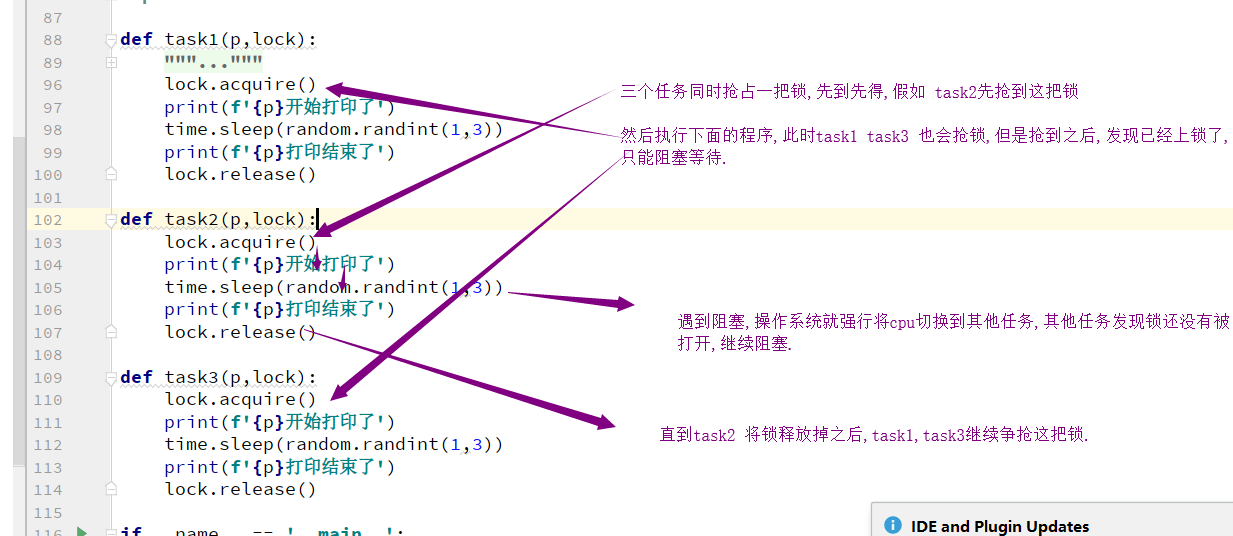 87
88 def task1(p,lock):
89 """..."""
96 lock.acquire()
三个任务同时抢占一把锁,先到先得,假如 task2先抢到这把锁
97 print(f'{p}开始打印了')
98 time.sleep(random.randint(1,3))
然后执行下面的程序,此时task1 task3 也会抢锁,但是抢到之后,发现已经上锁了,
只能阻塞等待.
99 print(f'{p}打印结束了')
100 lock.release()
101
102 def task2(p,lock):
103 lock.acquire()
104 print(f'{p}开始打印了')
105 time.sleep(random.randint(1,3))
106 print(f'{p}打印结束了')
107 lock.release()
遇到阻塞,操作系统就强行将cpu切换到其他任务,其他任务发现锁还没有被
打开,继续阻塞.
108
109 def task3(p,lock):
110 lock.acquire()
111 print(f'{p}开始打印了')
112 time.sleep(random.randint(1,3))
直到task2 将锁释放掉之后,task1,task3继续争抢这把锁.
113 print(f'{p}打印结束了')
114 lock.release()
115
116 if __name__ == '__main__':
IDE and Plugin Updates